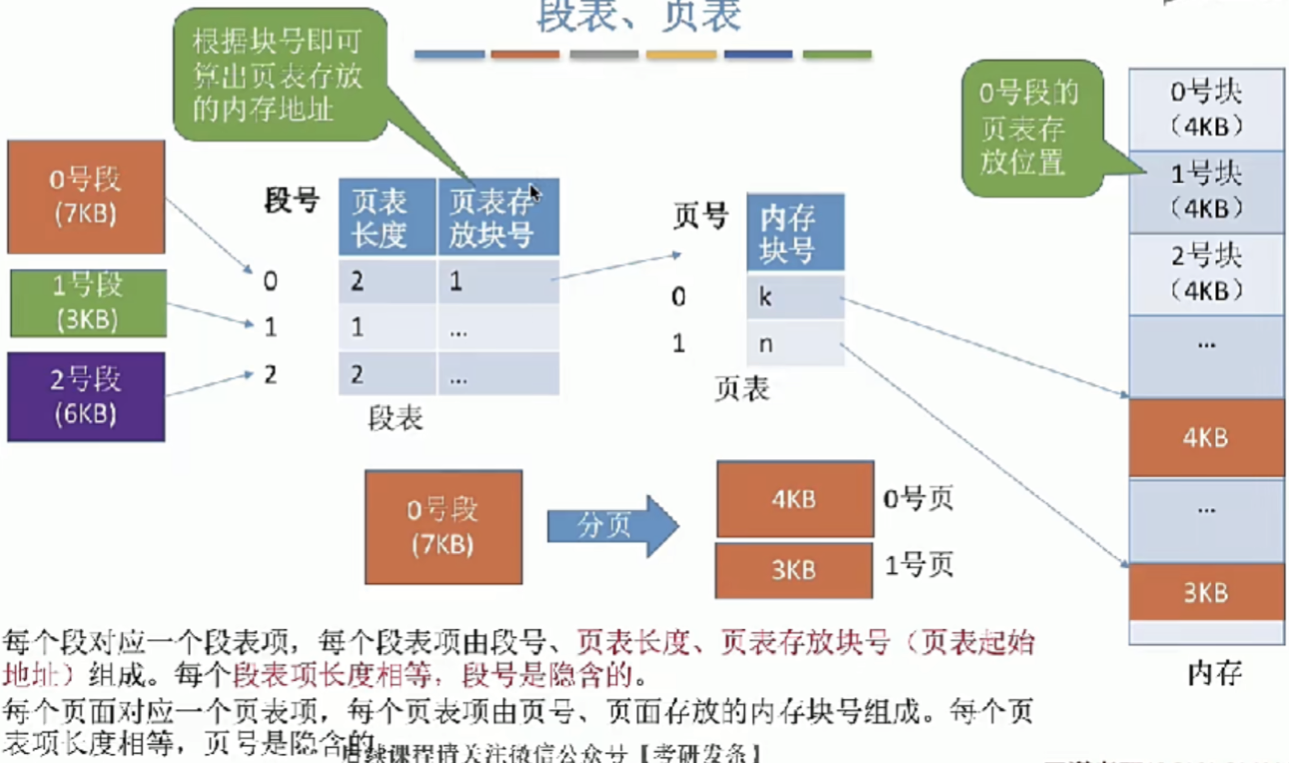 段表、页表
根据块号即可
算出页表存放
的内存地址
0号段的
页表存
放位置
0号段
(7KB)
1号段
(3KB)
2号段
(6KB)
段号
页表
长度
页表存
放块号
0
2
1
1
1
...
2
2
...
段表
页号
内存
块号
0
k
1
n
页表
0号块
（4KB）
1号块
（4KB）
2号块
（4KB）
...
4KB
...
3KB
内存
0号段
(7KB)
分页
4KB
0号页
3KB
1号页
每个段对应一个段表项，每个段表项由段号、页表长度、页表存放块号（页表起始
地址）组成。每个段表项长度相等，段号是隐含的。
每个页面对应一个页表项，每个页表项由页号、页面存放的内存块号组成。每个页
表项长度相等，页号是隐含的
后续课程请关注微信公众号【考研发条】